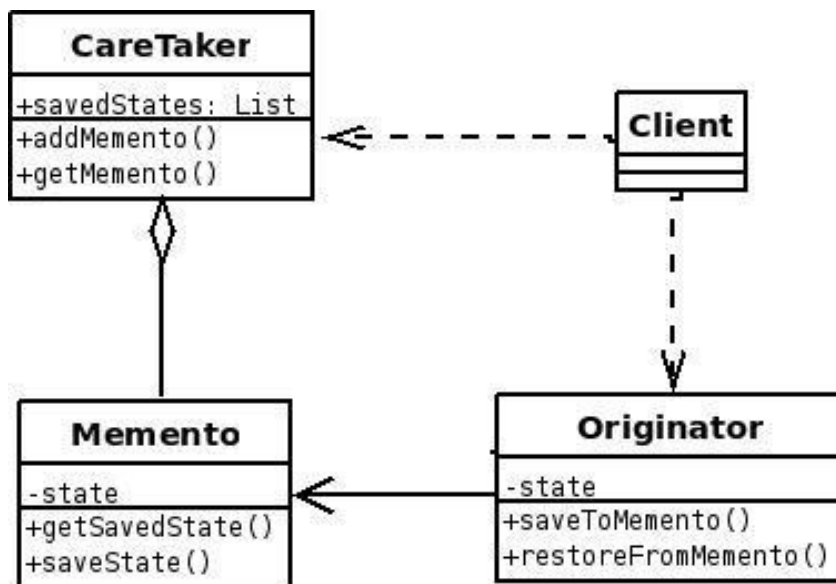 CareTaker
+savedStates: List
+addMemento()
+getMemento()
Client
Memento
-state
+getSavedState()
+saveState()
Originator
-state
+saveToMemento()
+restoreFromMemento()